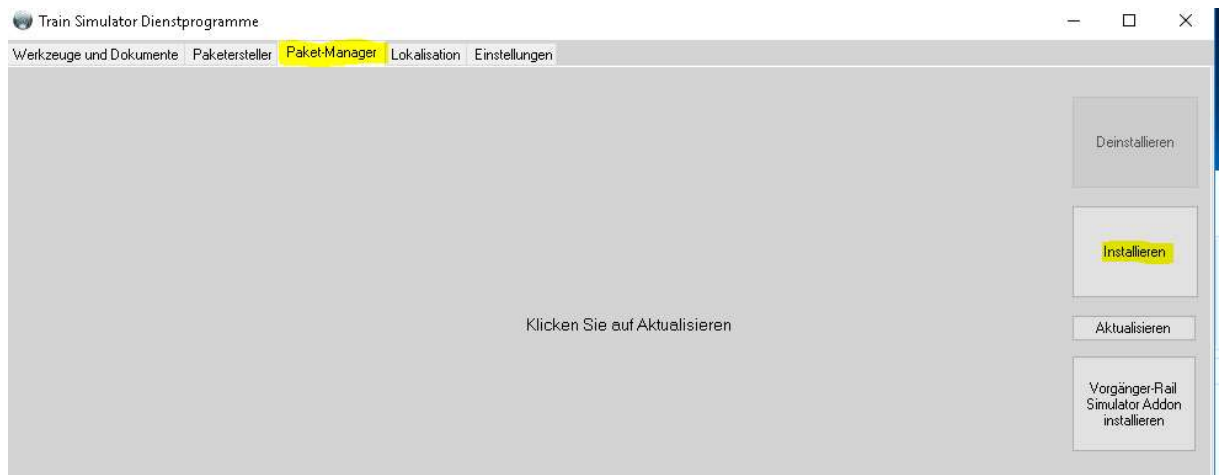 Train Simulator Dienstprogramme
Werkzeuge und Dokumente Paketersteller Paket-Manager Lokalisation Einstellungen
Deinstallieren
Installieren
Klicken Sie auf Aktualisieren
Aktualisieren
Vorgänger-Rail
Simulator Addon
installieren